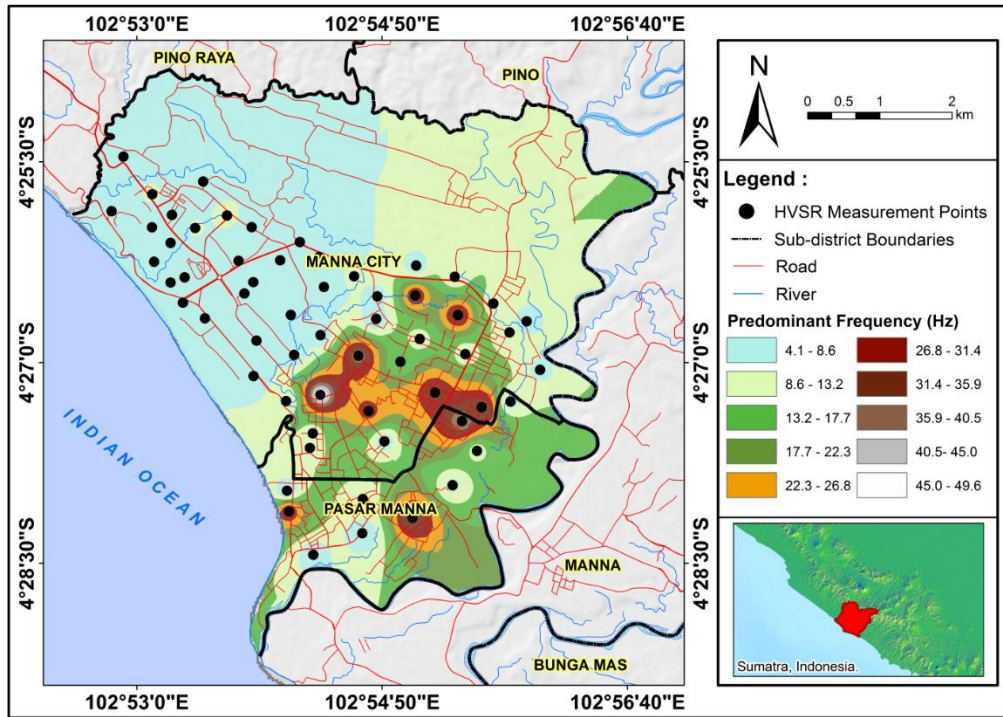 102°53'0"E 102°54'50"E 102°56'40"E
PINO RAYA
PINO
4°25'30"S
4°25'30"S
MANNA CITY
4°27'0"S
4°27'0"S
INDIAN OCEAN
PASAR MANNA
4°28'30"S
4°28'30"S
MANNA
BUNGA MAS
102°53'0"E 102°54'50"E 102°56'40"E
N
0 0.5 1 2
km
Legend :
HVSR Measurement Points
Sub-district Boundaries
Road
River
Predominant Frequency (Hz)
4.1 - 8.6 26.8 - 31.4
8.6 - 13.2 31.4 - 35.9
13.2 - 17.7 35.9 - 40.5
17.7 - 22.3 40.5- 45.0
22.3 - 26.8 45.0 - 49.6
Sumatra, Indonesia.